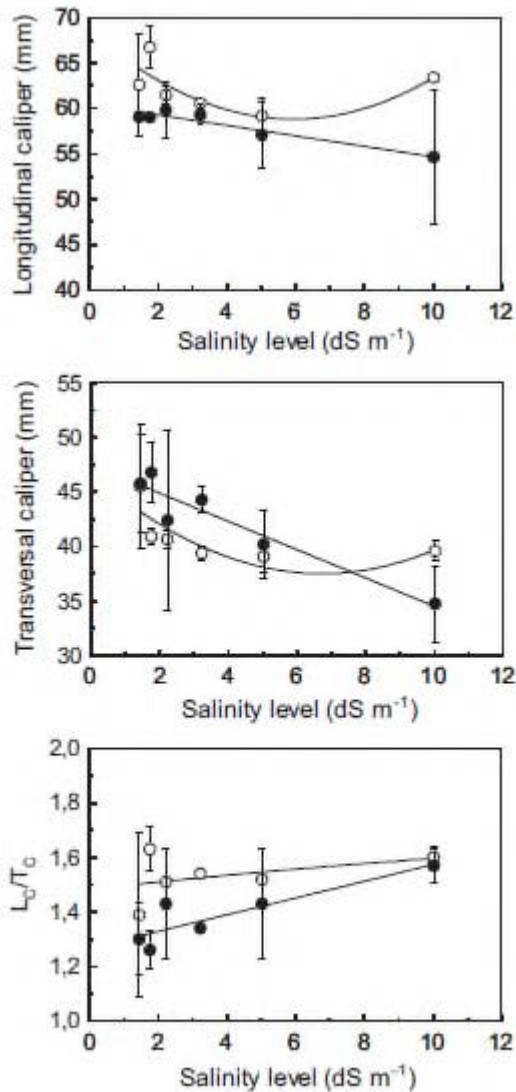 Longitudinal caliper (mm)
70
65
60
55
50
45
40
0 2 4 6 8 10 12
Salinity level (dS m⁻¹)
Transversal caliper (mm)
55
50
45
40
35
30
0 2 4 6 8 10 12
Salinity level (dS m⁻¹)
L_C/T_C
2,0
1,8
1,6
1,4
1,2
1,0
0 2 4 6 8 10 12
Salinity level (dS m⁻¹)